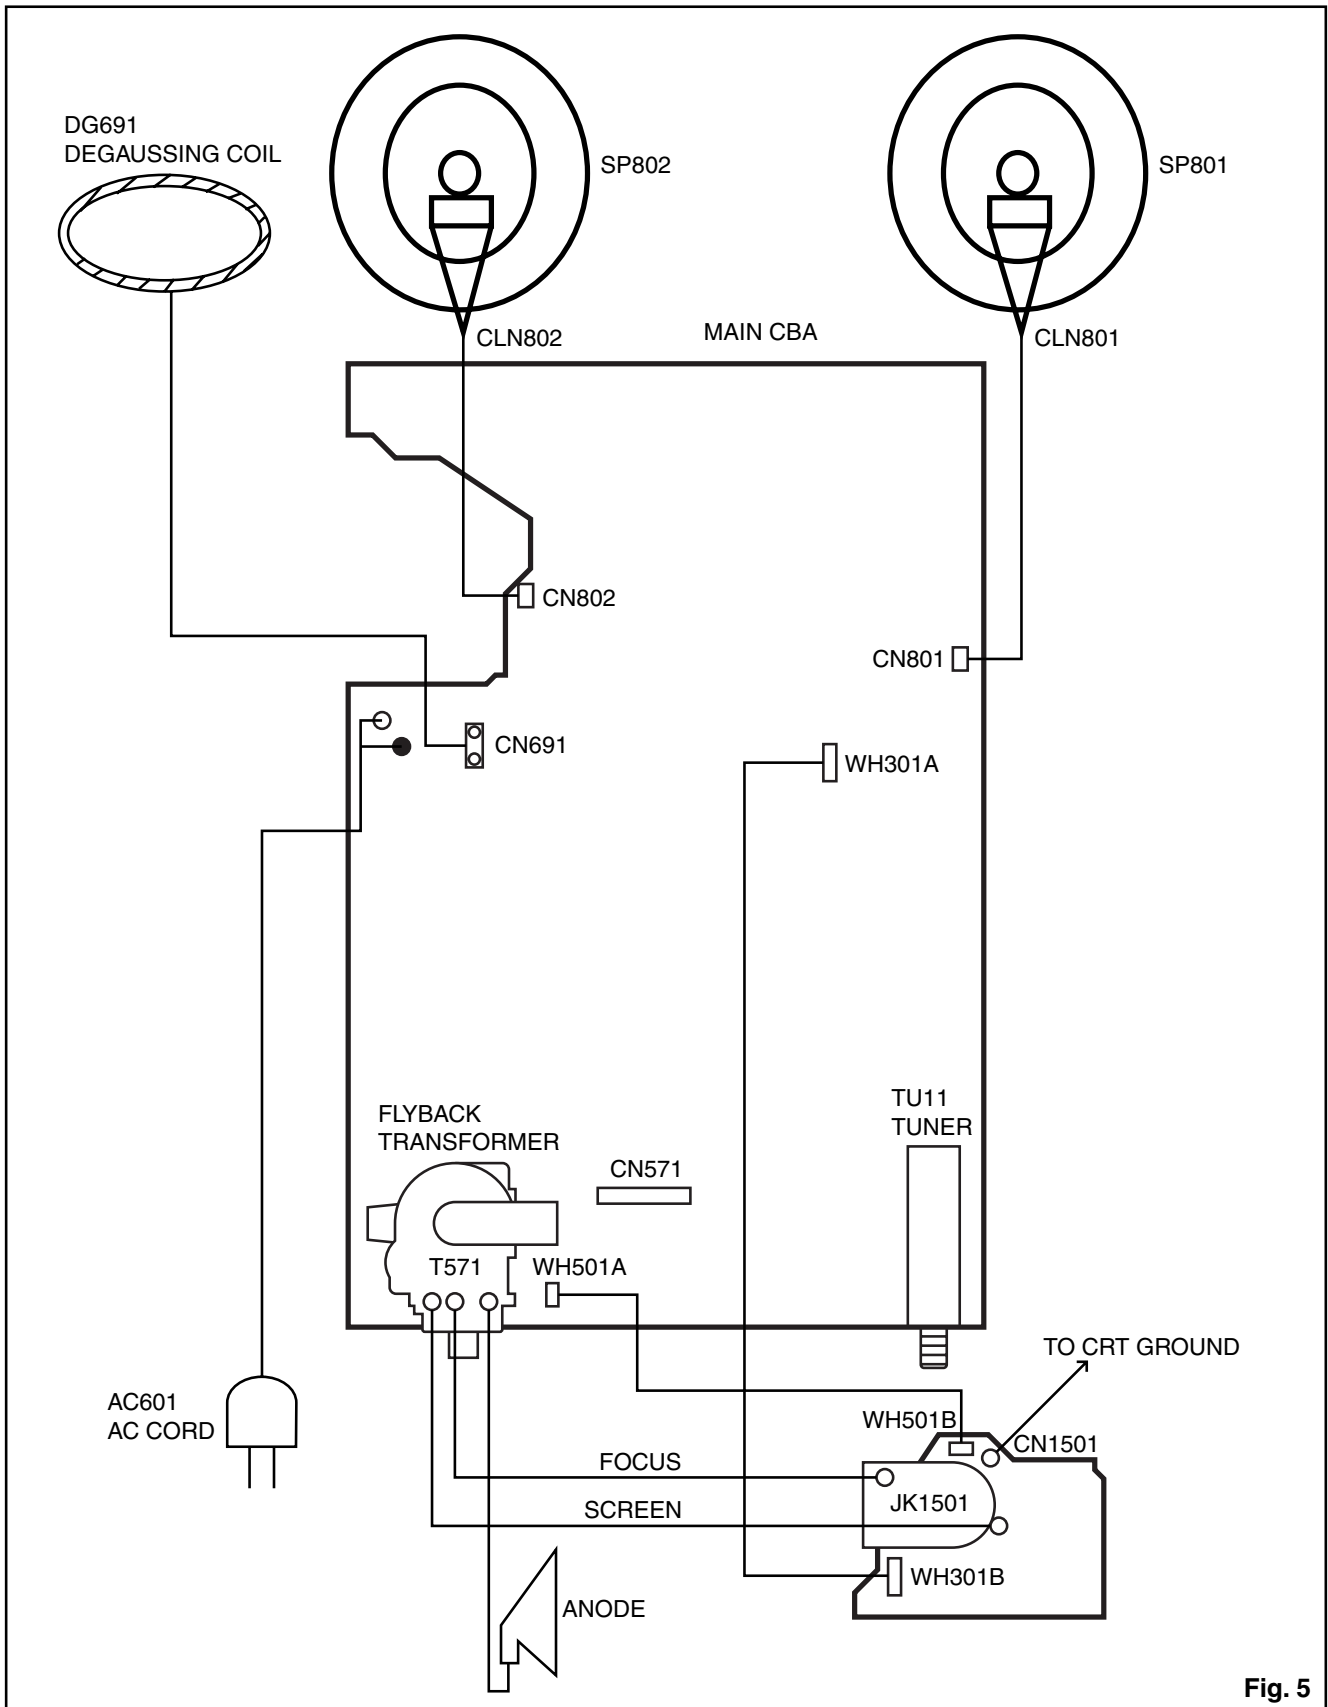 DG691
DEGAUSSING COIL
SP802
SP801
CLN802
MAIN CBA
CLN801
CN802
CN801
CN691
WH301A
TU11
TUNER
FLYBACK
TRANSFORMER
CN571
T571
WH501A
TO CRT GROUND
AC601
AC CORD
WH501B
CN1501
FOCUS
JK1501
SCREEN
WH301B
ANODE
Fig. 5